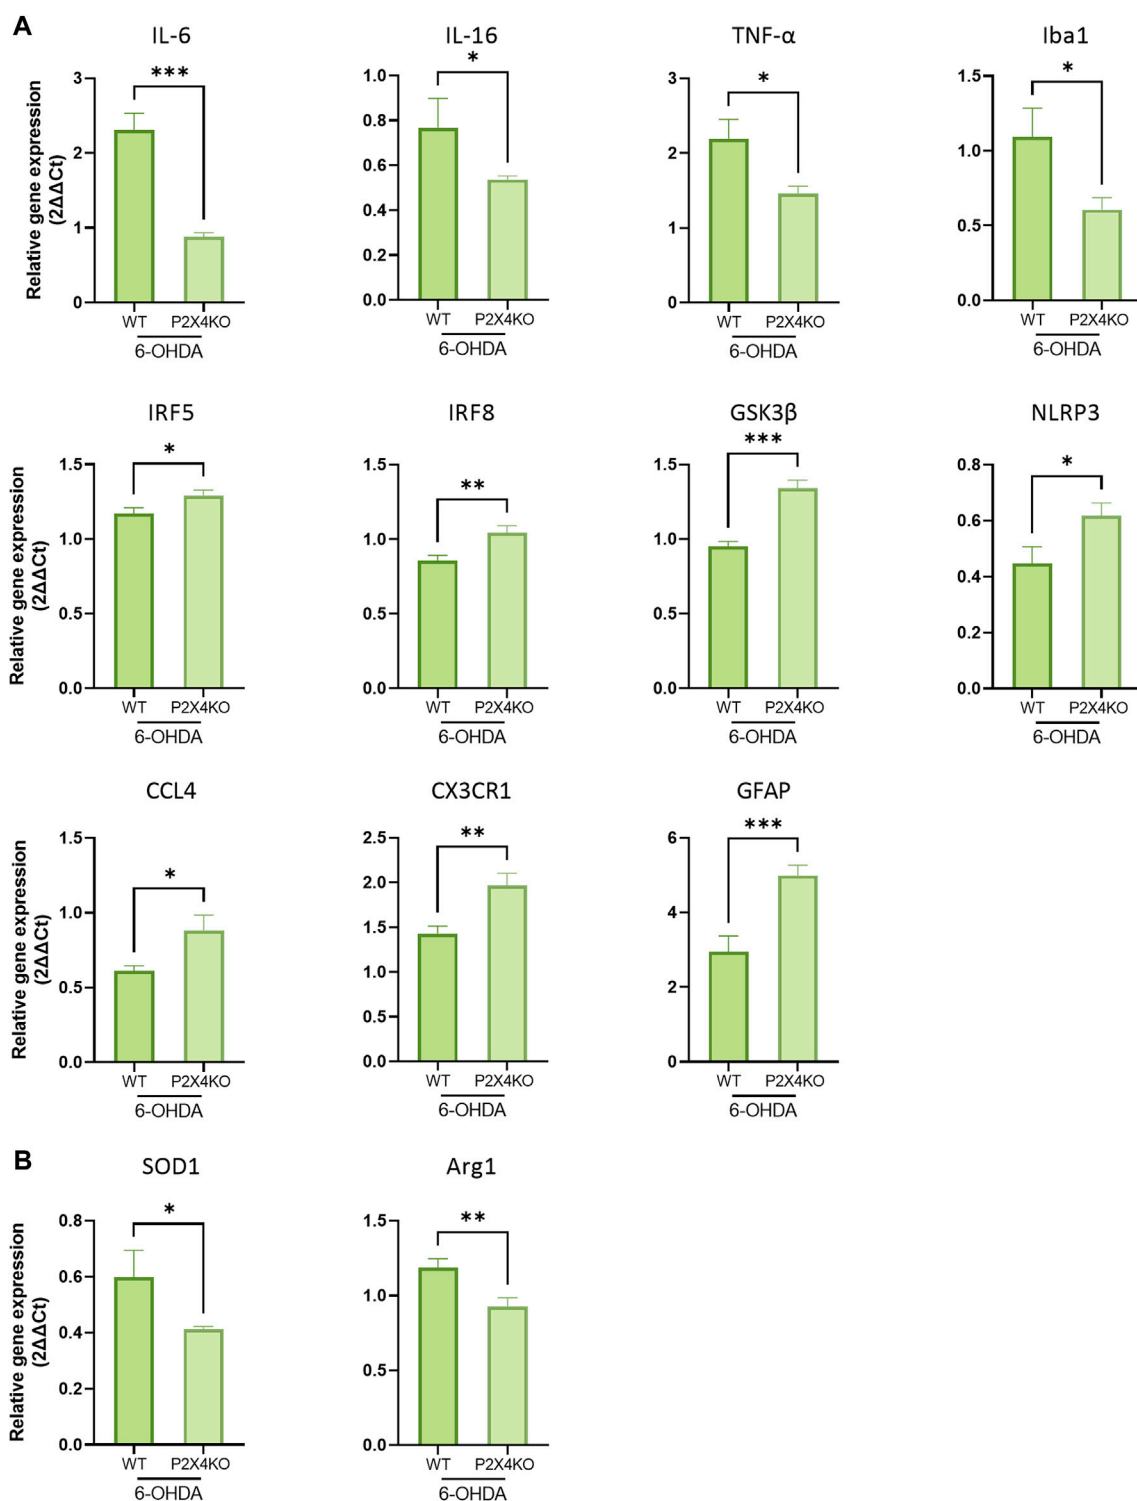 A
IL-6
IL-16
TNF-α
Iba1
Relative gene expression
(2ΔΔCt)
3
2
1
0
***
WT
P2X4KO
6-OHDA
1.0
0.8
0.6
0.4
0.2
0.0
*
WT
P2X4KO
6-OHDA
3
2
1
0
*
WT
P2X4KO
6-OHDA
1.5
1.0
0.5
0.0
*
WT
P2X4KO
6-OHDA
IRF5
IRF8
GSK3β
NLRP3
Relative gene expression
(2ΔΔCt)
1.5
1.0
0.5
0.0
*
WT
P2X4KO
6-OHDA
1.5
1.0
0.5
0.0
**
WT
P2X4KO
6-OHDA
1.5
1.0
0.5
0.0
***
WT
P2X4KO
6-OHDA
0.8
0.6
0.4
0.2
0.0
*
WT
P2X4KO
6-OHDA
CCL4
CX3CR1
GFAP
Relative gene expression
(2ΔΔCt)
1.5
1.0
0.5
0.0
*
WT
P2X4KO
6-OHDA
2.5
2.0
1.5
1.0
0.5
0.0
**
WT
P2X4KO
6-OHDA
6
4
2
0
***
WT
P2X4KO
6-OHDA
B
SOD1
Arg1
Relative gene expression
(2ΔΔCt)
0.8
0.6
0.4
0.2
0.0
*
WT
P2X4KO
6-OHDA
1.5
1.0
0.5
0.0
**
WT
P2X4KO
6-OHDA